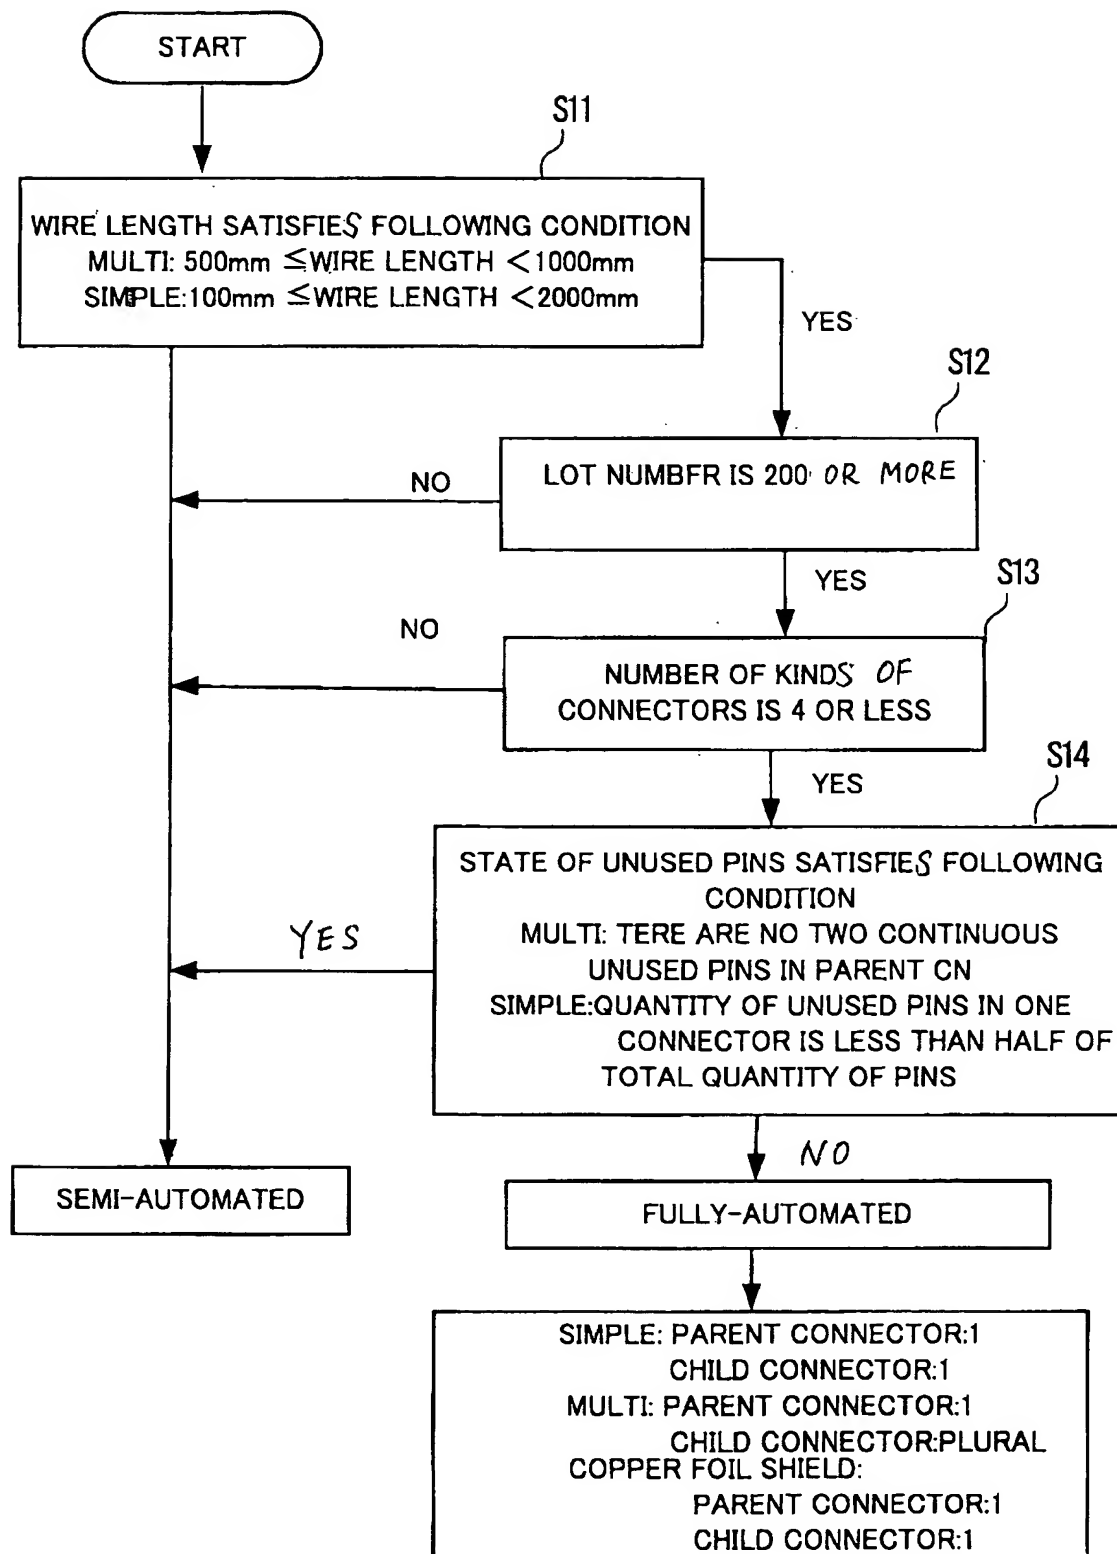 START
S11
WIRE LENGTH SATISFIES FOLLOWING CONDITION
MULTI: 500mm ≦WIRE LENGTH <1000mm
SIMPLE:100mm ≦WIRE LENGTH <2000mm
YES
S12
LOT NUMBFR IS 200 OR MORE
NO
YES
S13
NO
NUMBER OF KINDS OF
CONNECTORS IS 4 OR LESS
YES
S14
STATE OF UNUSED PINS SATISFIES FOLLOWING
CONDITION
MULTI: TERE ARE NO TWO CONTINUOUS
UNUSED PINS IN PARENT CN
SIMPLE:QUANTITY OF UNUSED PINS IN ONE
CONNECTOR IS LESS THAN HALF OF
TOTAL QUANTITY OF PINS
YES
NO
SEMI-AUTOMATED
FULLY-AUTOMATED
SIMPLE: PARENT CONNECTOR:1
CHILD CONNECTOR:1
MULTI: PARENT CONNECTOR:1
CHILD CONNECTOR:PLURAL
COPPER FOIL SHIELD:
PARENT CONNECTOR:1
CHILD CONNECTOR:1